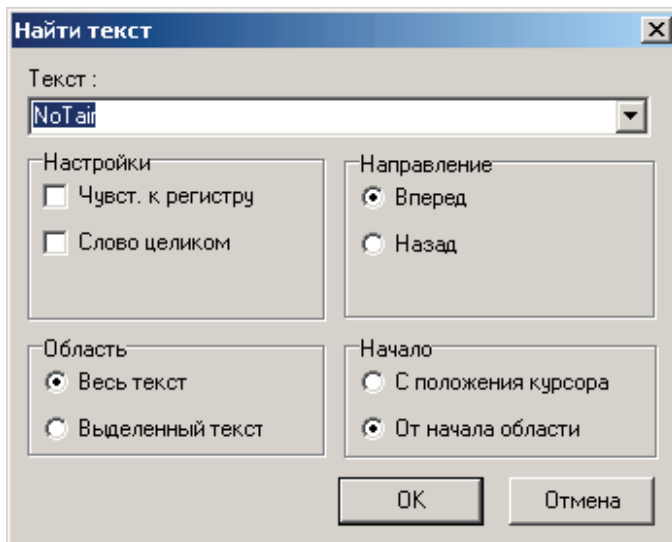 Найти текст
Текст :
NoTair
Настройки
Чувст. к регистру
Слово целиком
Направление
Вперед
Назад
Область
Весь текст
Выделенный текст
Начало
С положения курсора
От начала области
OK
Отмена